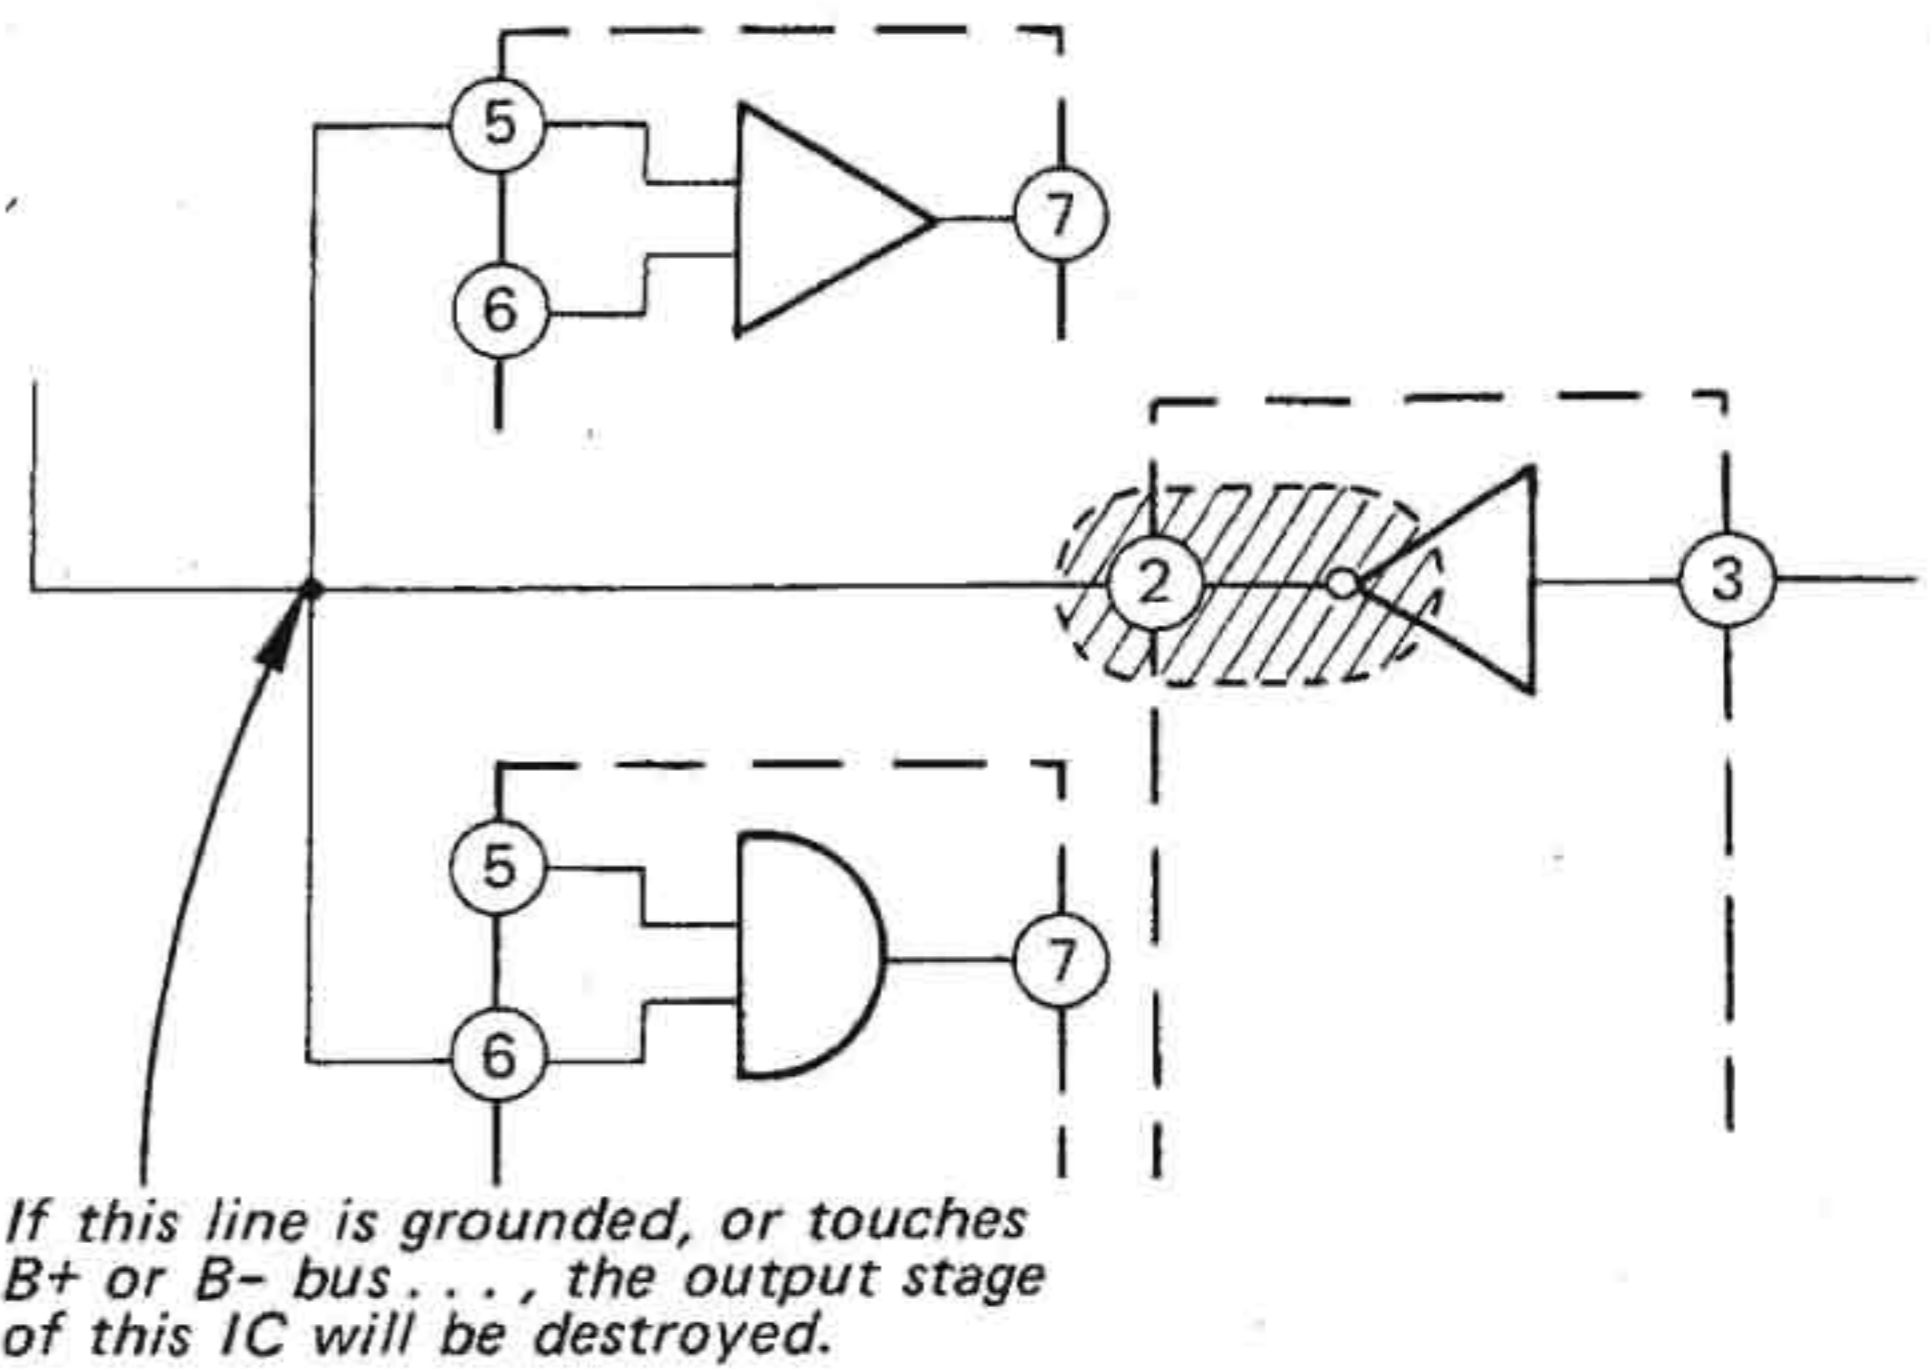 5
7
6
2
3
5
7
6
If this line is grounded, or touches
B+ or B- bus...., the output stage
of this IC will be destroyed.